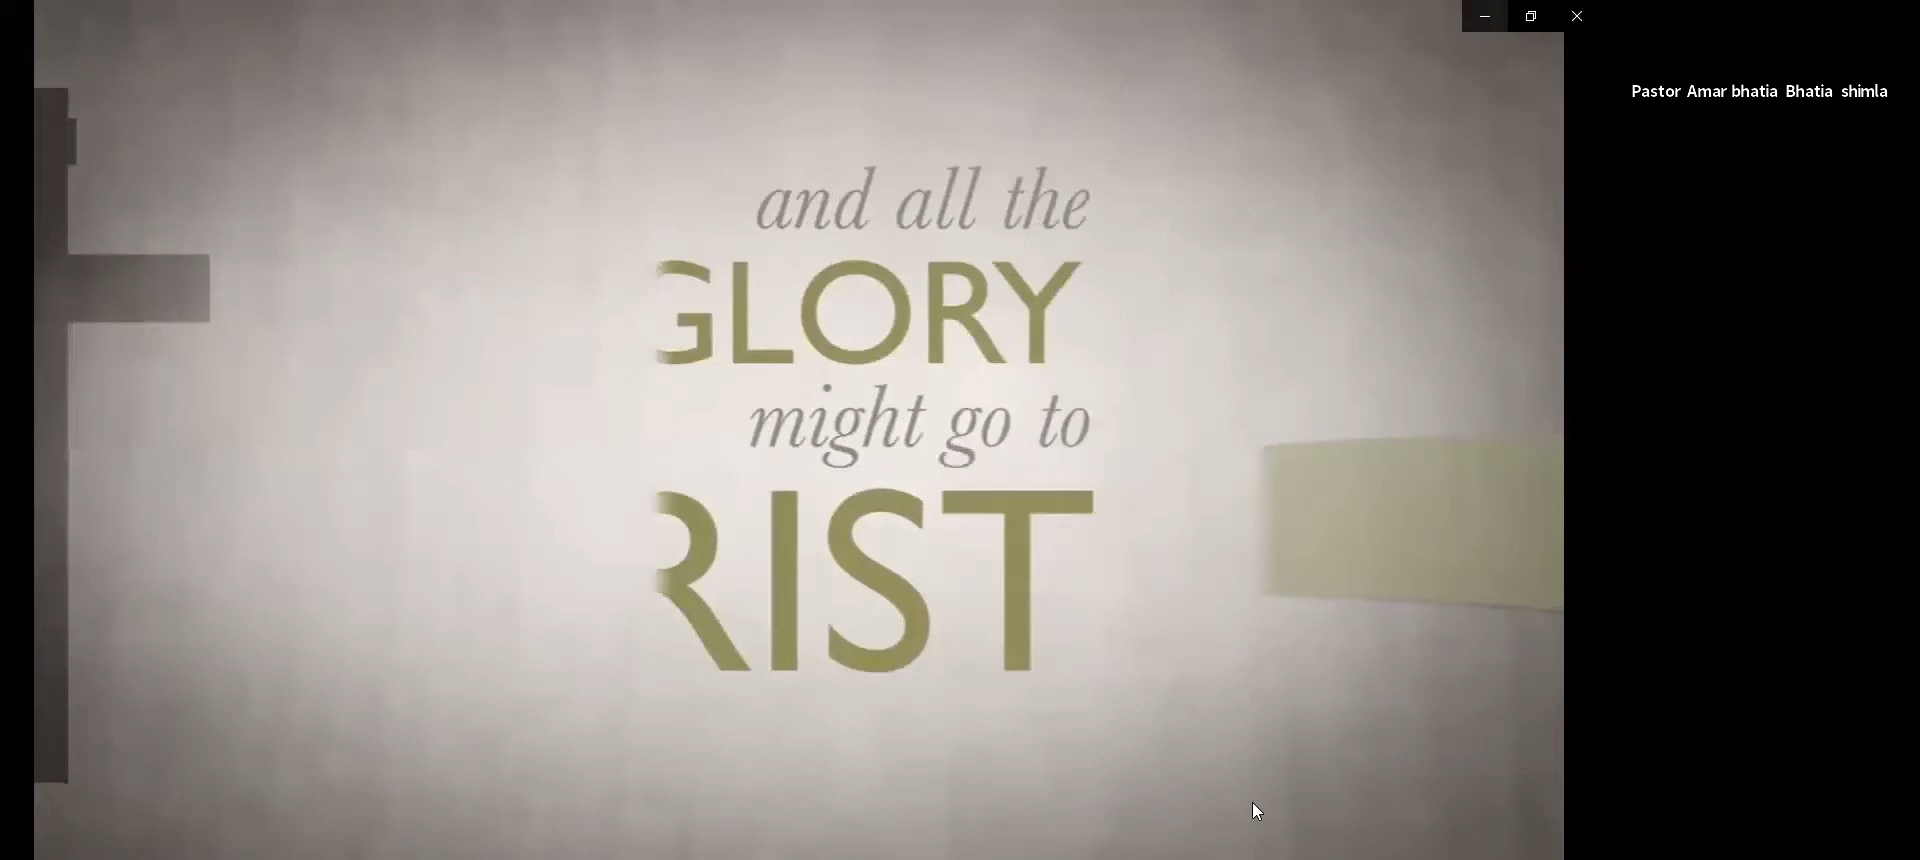 and all the
GLORY
might go to
RIST
Pastor Amar bhatia Bhatia shimla